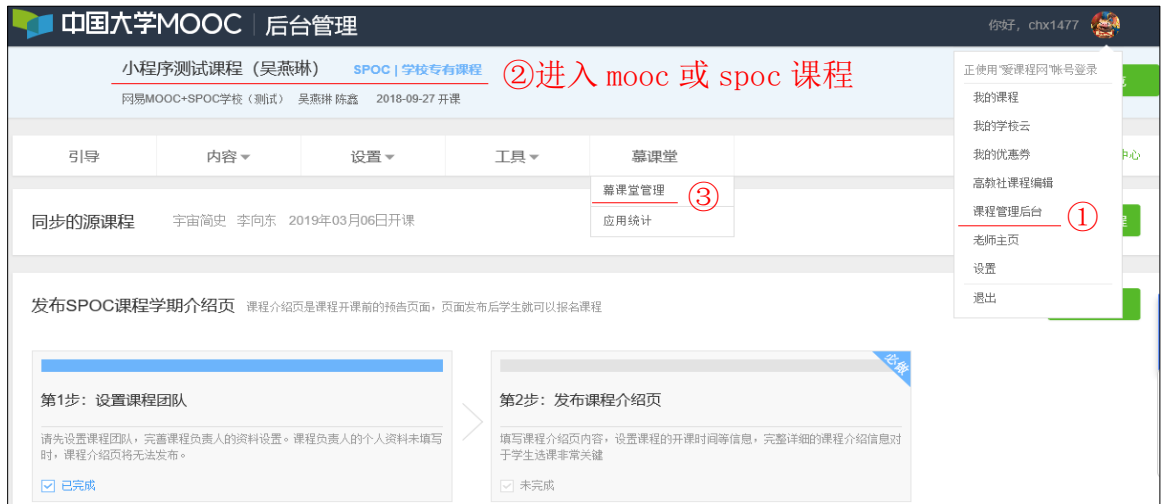 中国大学MOOC 后台管理
你好，chx1477
小程序测试课程（吴燕琳） SPOC | 学校专有课程
②进入 mooc 或 spoc 课程
网易MOOC+SPOC学校（测试） 吴燕琳 陈鑫 2018-09-27 开课
正使用“爱课程网”帐号登录
我的课程
我的学校云
我的优惠券
高教社课程编辑
课程管理后台 ①
老师主页
设置
退出
引导 内容 设置 工具 慕课堂 中心
慕课堂管理 ③
应用统计
同步的源课程 宇宙简史 李向东 2019年03月06日开课
发布SPOC课程学期介绍页 课程介绍页是课程开课前的预告页面，页面发布后学生就可以报名课程
必做
第1步：设置课程团队
请先设置课程团队，完善课程负责人的资料设置。课程负责人的个人资料未填写
时，课程介绍页将无法发布。
已完成
第2步：发布课程介绍页
填写课程介绍页内容，设置课程的开课时间等信息，完整详细的课程介绍信息对
于学生选课非常关键
未完成